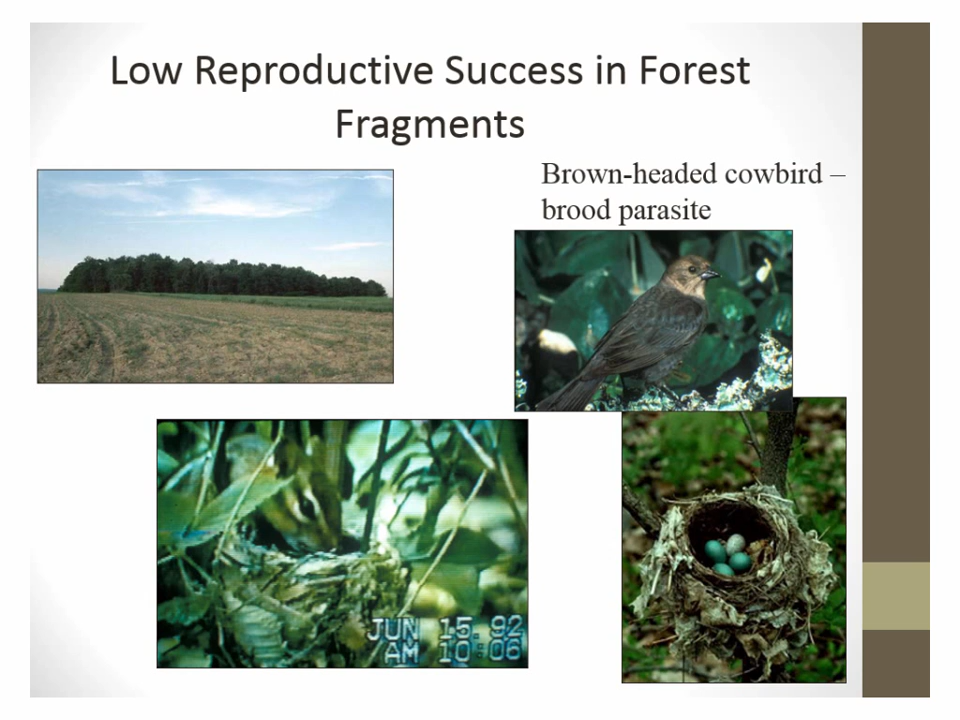 Low Reproductive Success in Forest
Fragments
Brown-headed cowbird –
brood parasite
JUN 15. 92
AM 10:06